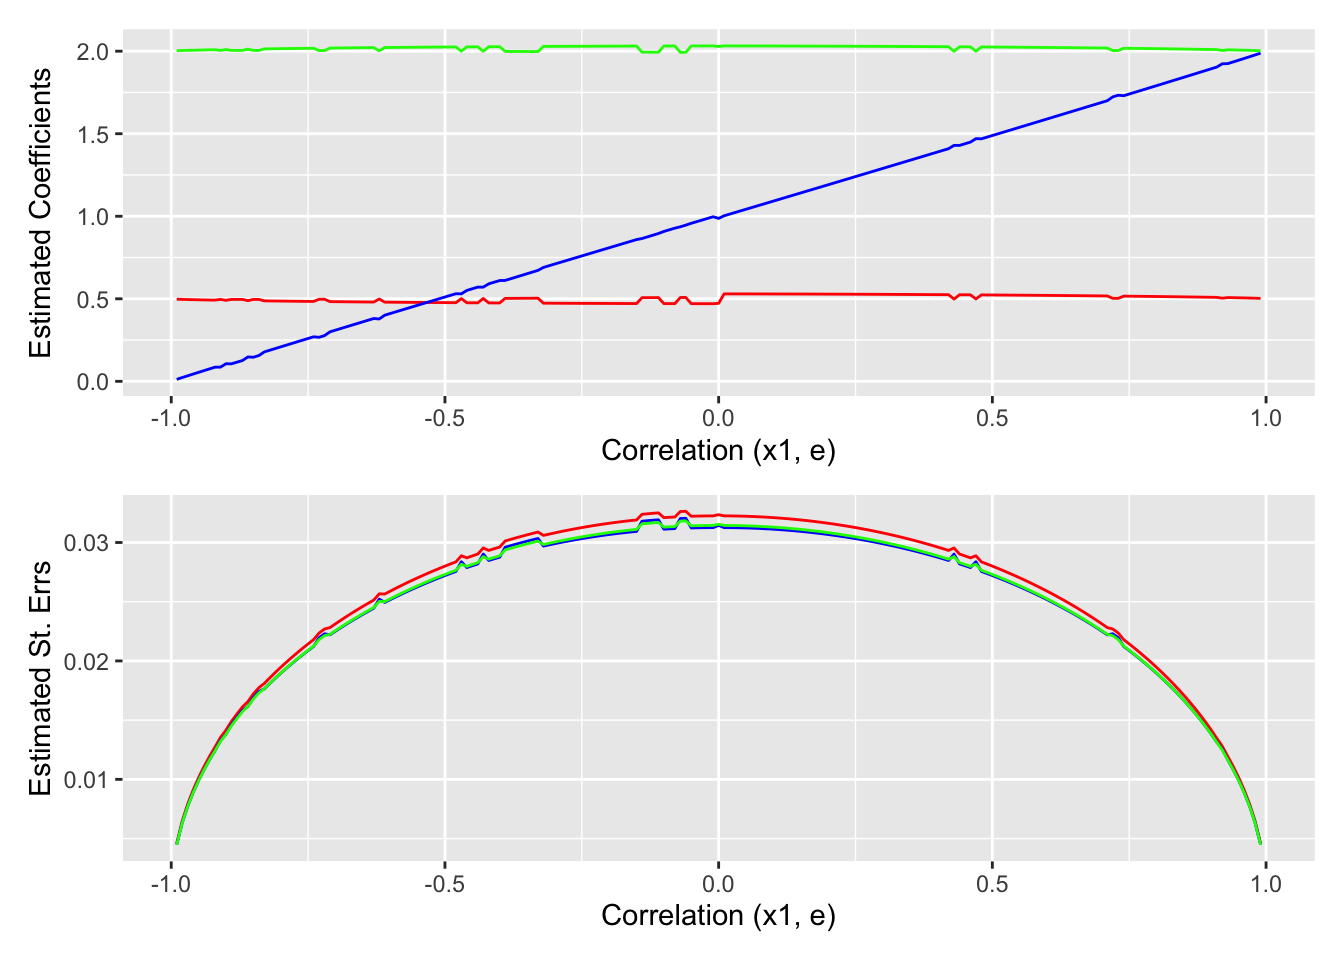 Estimated Coefficients
2.0
1.5
1.0
0.5
0.0
-1.0 -0.5 0.0 0.5 1.0
Correlation (x1, e)
Estimated St. Errs
0.03
0.02
0.01
-1.0 -0.5 0.0 0.5 1.0
Correlation (x1, e)